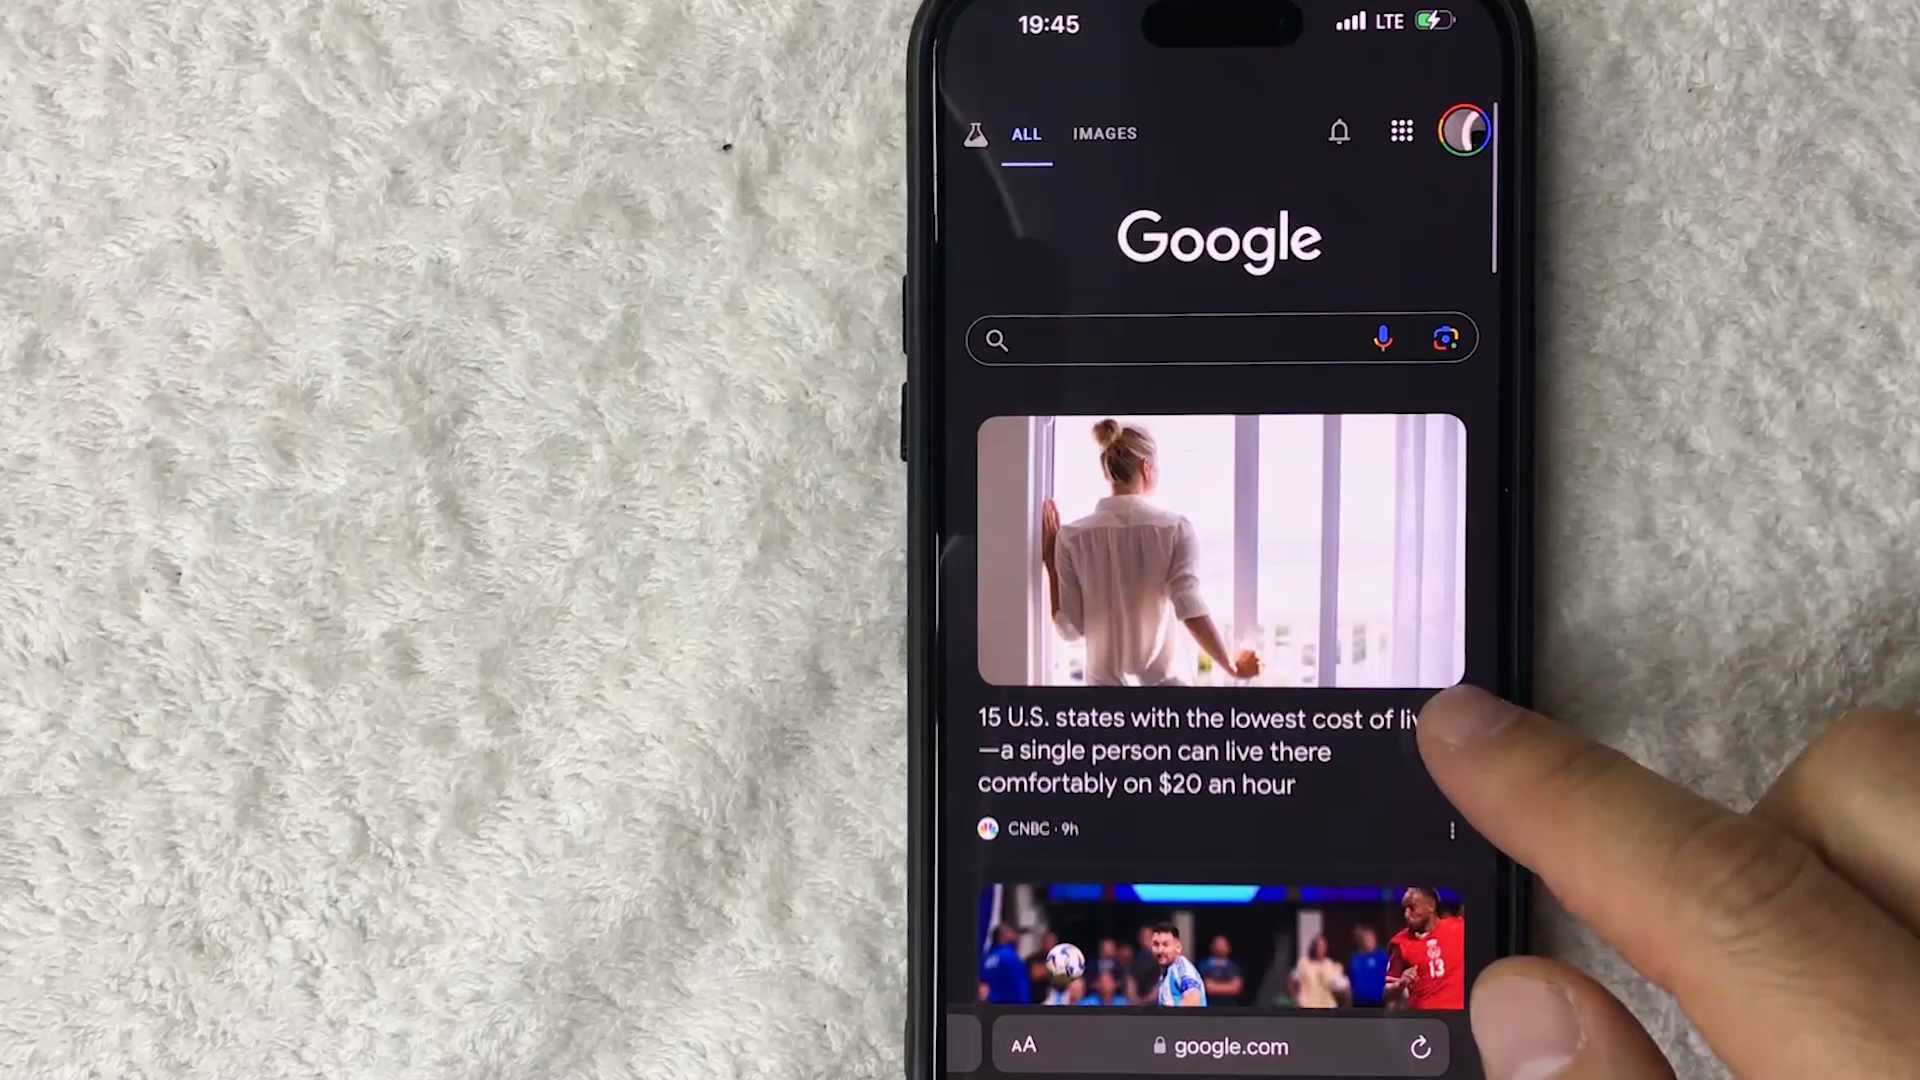 19:45
LTE
ALL IMAGES
Google
15 U.S. states with the lowest cost of
—a single person can live there
comfortably on $20 an hour
CNBC · 9h
13
AA google.com